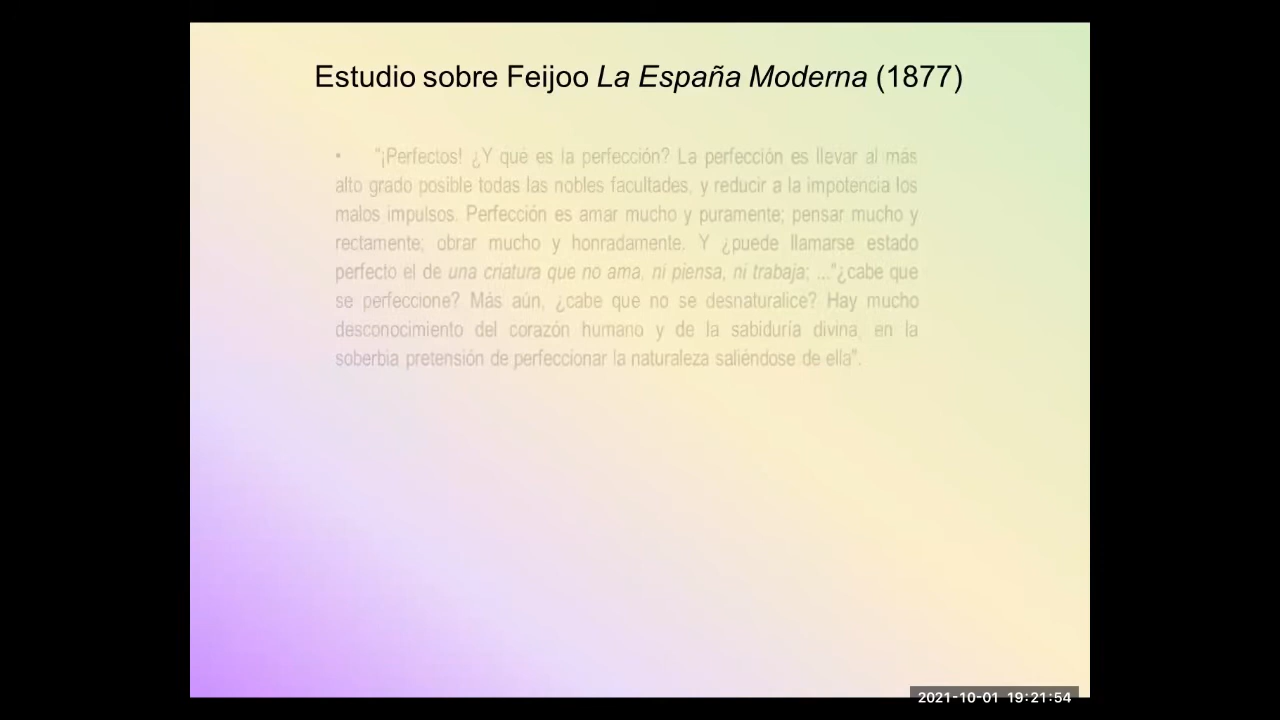 Estudio sobre Feijoo La España Moderna (1877)
• "¡Perfectos! ¿Y qué es la perfección? La perfección es llevar al más
alto grado posible todas las nobles facultades, y reducir a la impotencia los
malos impulsos. Perfección es amar mucho y puramente; pensar mucho y
rectamente; obrar mucho y honradamente. Y ¿puede llamarse estado
perfecto el de una criatura que no ama, ni piensa, ni trabaja; ..."¿cabe que
se perfeccione? Más aún, ¿cabe que no se desnaturalice? Hay mucho
desconocimiento del corazón humano y de la sabiduría divina, en la
soberbia pretensión de perfeccionar la naturaleza saliéndose de ella".
2021-10-01 19:21:54